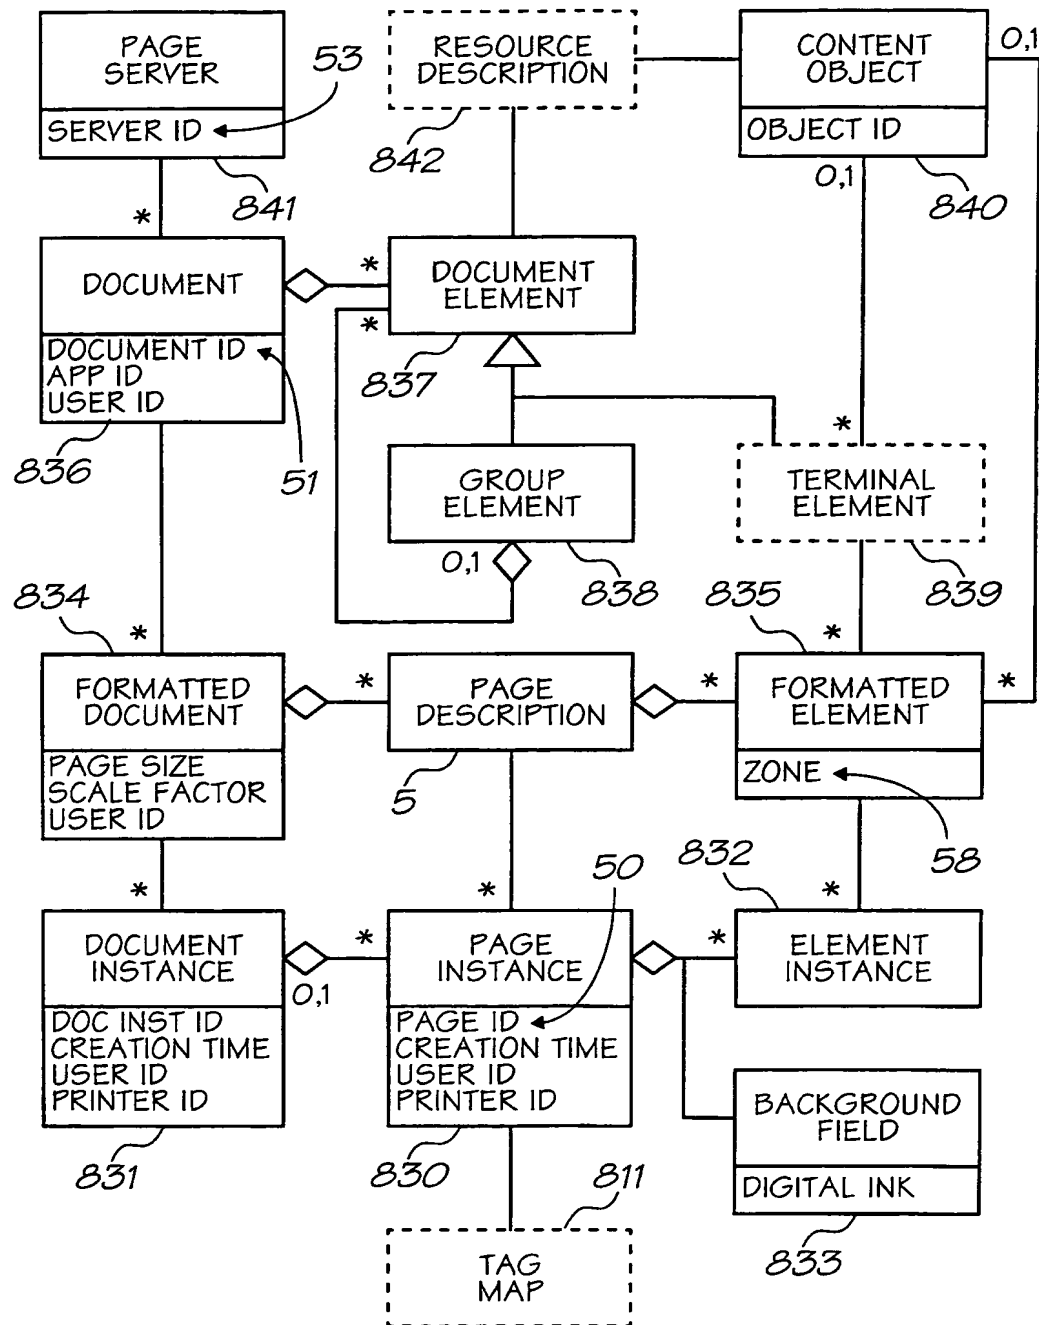 PAGE
SERVER
SERVER ID
53
841
*
RESOURCE
DESCRIPTION
842
CONTENT
OBJECT
OBJECT ID
0,1
0,1
840
DOCUMENT
DOCUMENT ID
APP ID
USER ID
836
51
*
*
DOCUMENT
ELEMENT
837
GROUP
ELEMENT
0,1
838
*
TERMINAL
ELEMENT
839
834
*
FORMATTED
DOCUMENT
PAGE SIZE
SCALE FACTOR
USER ID
*
PAGE
DESCRIPTION
5
835
*
*
*
FORMATTED
ELEMENT
ZONE
58
*
DOCUMENT
INSTANCE
DOC INST ID
CREATION TIME
USER ID
PRINTER ID
831
0,1
*
*
50
PAGE
INSTANCE
PAGE ID
CREATION TIME
USER ID
PRINTER ID
830
832
*
*
ELEMENT
INSTANCE
BACKGROUND
FIELD
DIGITAL INK
833
811
TAG
MAP